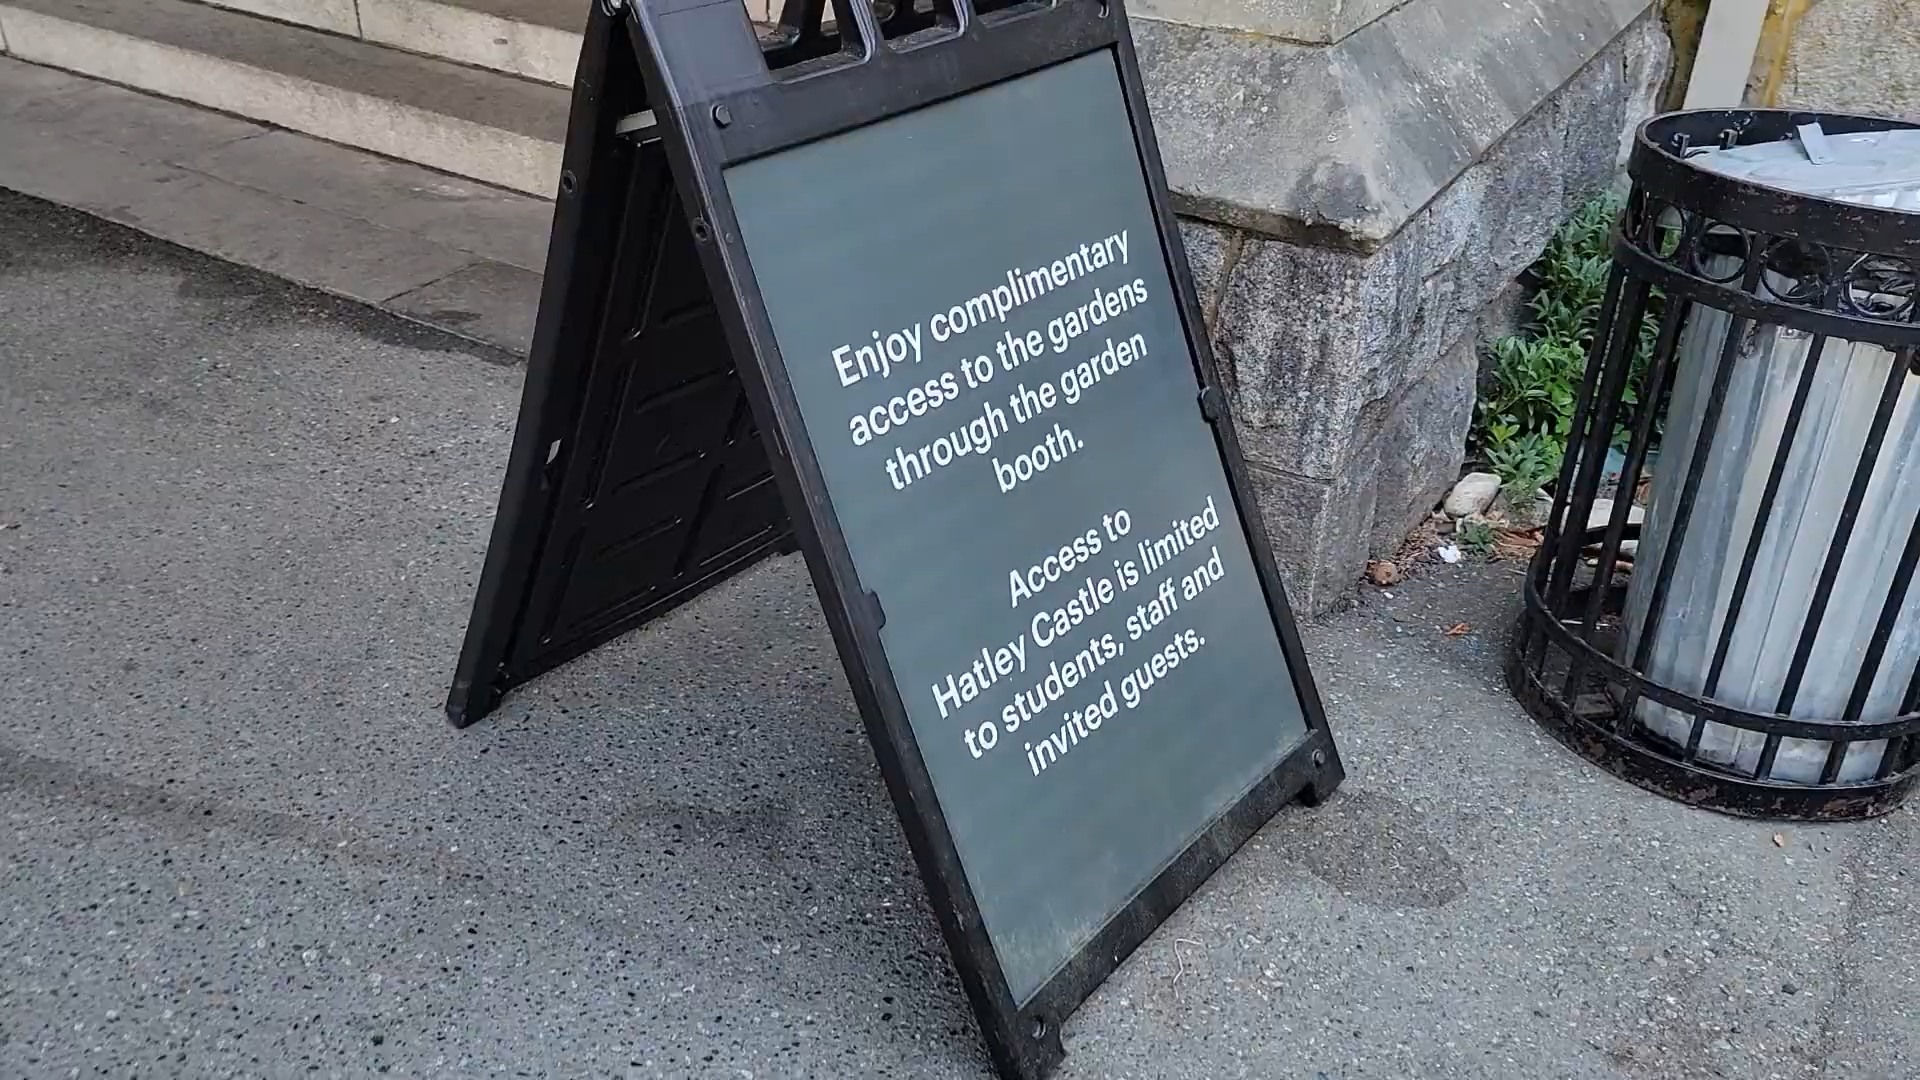 Enjoy complimentary
access to the gardens
through the garden
booth.
Access to
Hatley Castle is limited
to students, staff and
invited guests.